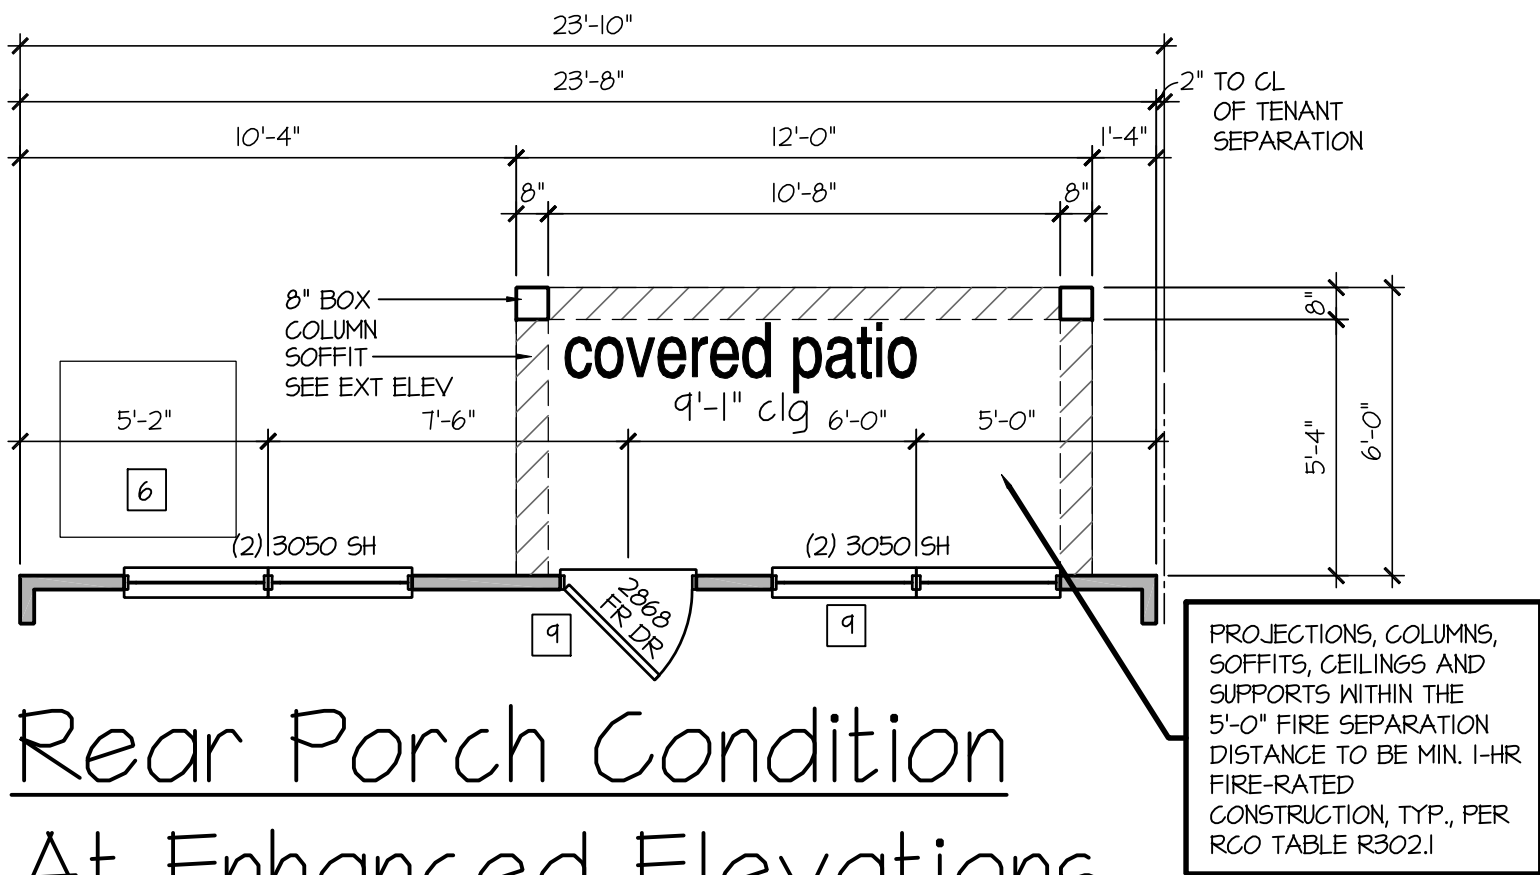 23'-10"
23'-8"
2" TO CL
OF TENANT
SEPARATION
10'-4"
12'-0"
1'-4"
8"
10'-8"
8"
8" BOX
COLUMN
SOFFIT
SEE EXT ELEV
8"
covered patio
9'-1" clg
5'-2"
7'-6"
6'-0"
5'-0"
5'-4"
6'-0"
6
(2) 3050 SH
(2) 3050 SH
2868
FR DR
9
9
PROJECTIONS, COLUMNS,
SOFFITS, CEILINGS AND
SUPPORTS WITHIN THE
5'-0" FIRE SEPARATION
DISTANCE TO BE MIN. 1-HR
FIRE-RATED
CONSTRUCTION, TYP., PER
RCO TABLE R302.1
Rear Porch Condition
At Enhanced Elevations